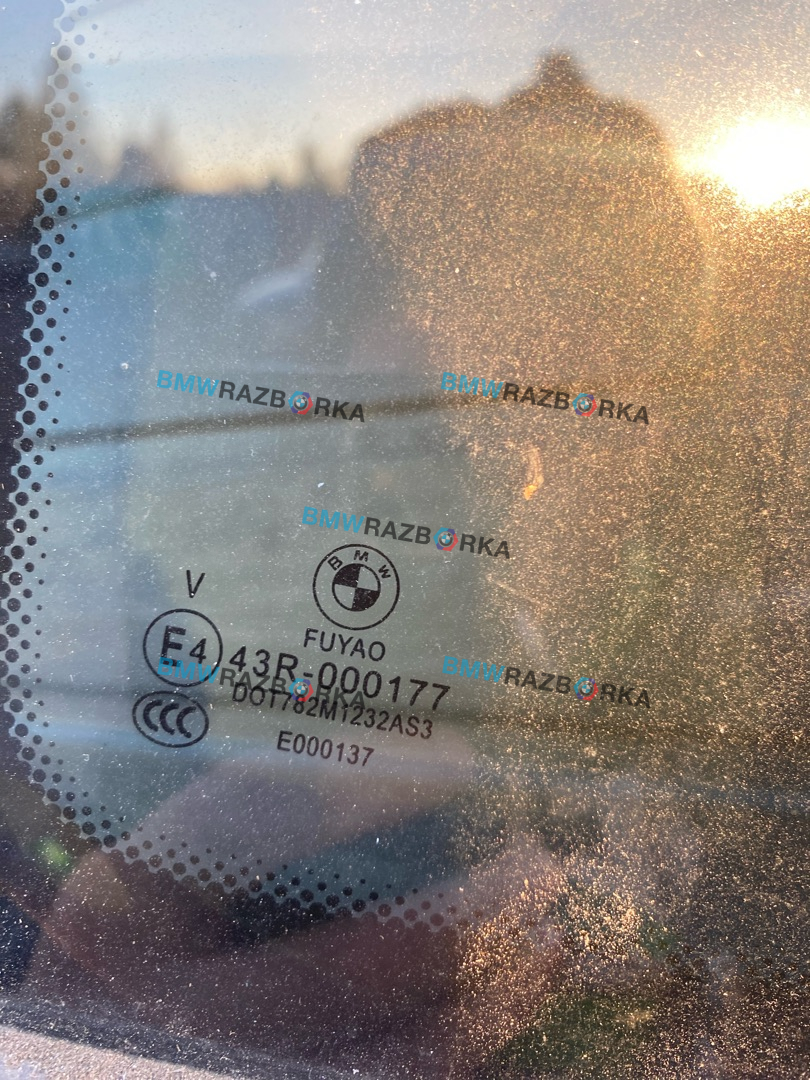 BMWRAZBORKA BMWRAZBORKA
BMWRAZBORKA
BMW
V
FUYAO
E4 43R-000177
BMWRAZBORKA BMWRAZBORKA
DOT782M1232AS3
CCC
E000137